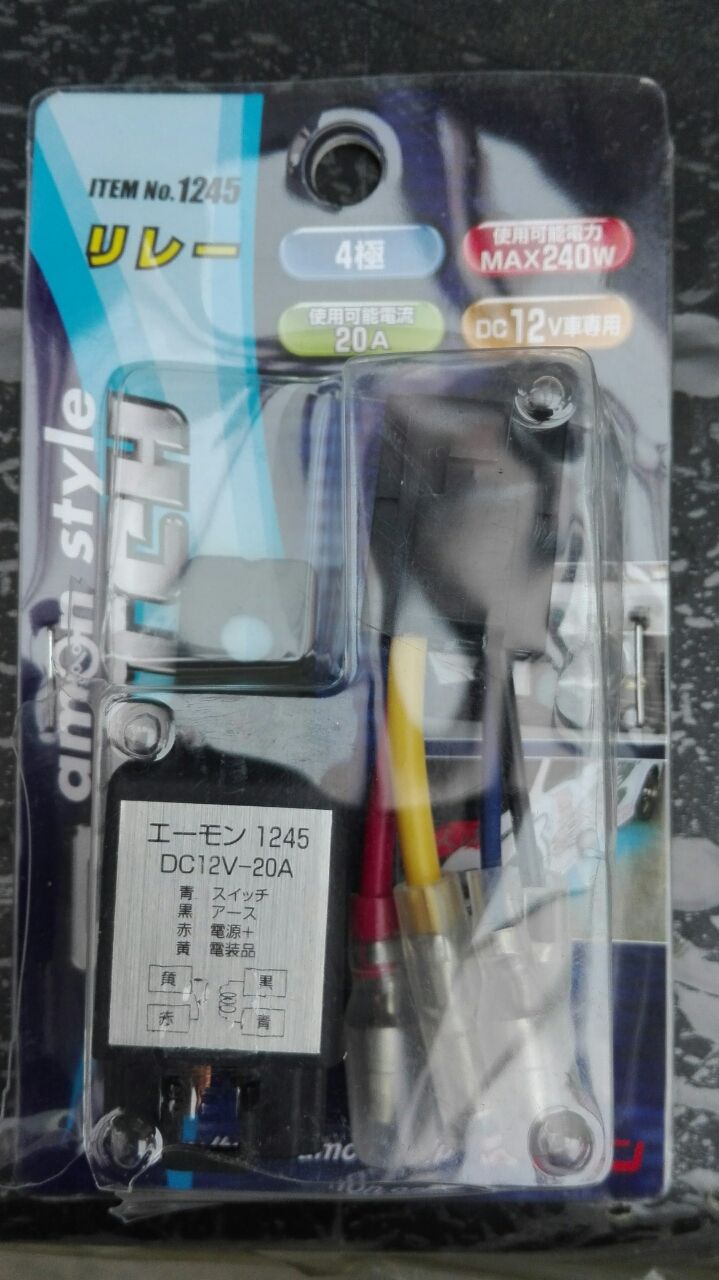 ITEM No.1245
リレー
4極
使用可能電力
MAX240W
使用可能電流
20A
DC12V車専用
amon style
エーモン 1245
DC12V-20A
青 スイッチ
黒 アース
赤 電源+
黄 電装品
黄
黒
赤
青